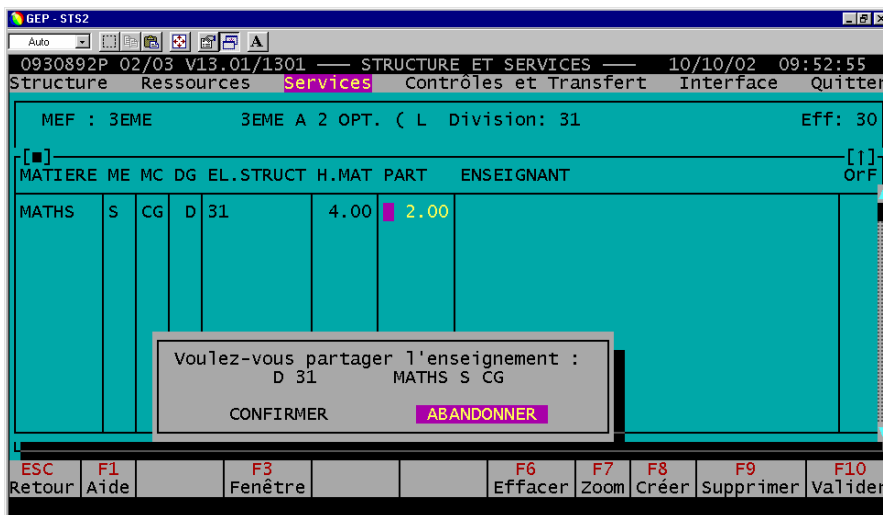 GEP - STS2
Auto
A
0930892P 02/03 V13.01/1301 —— STRUCTURE ET SERVICES —— 10/10/02 09:52:55
Structure Ressources Services Contrôles et Transfert Interface Quitter
MEF : 3EME 3EME A 2 OPT. ( L Division: 31 Eff: 30
[■] [↑]
MATIERE ME MC DG EL.STRUCT H.MAT PART ENSEIGNANT OrF
MATHS S CG D 31 4.00 2.00
Voulez-vous partager l'enseignement :
D 31 MATHS S CG
CONFIRMER ABANDONNER
ESC F1 F3 F6 F7 F8 F9 F10
Retour Aide Fenêtre Effacer Zoom Créer Supprimer Valider